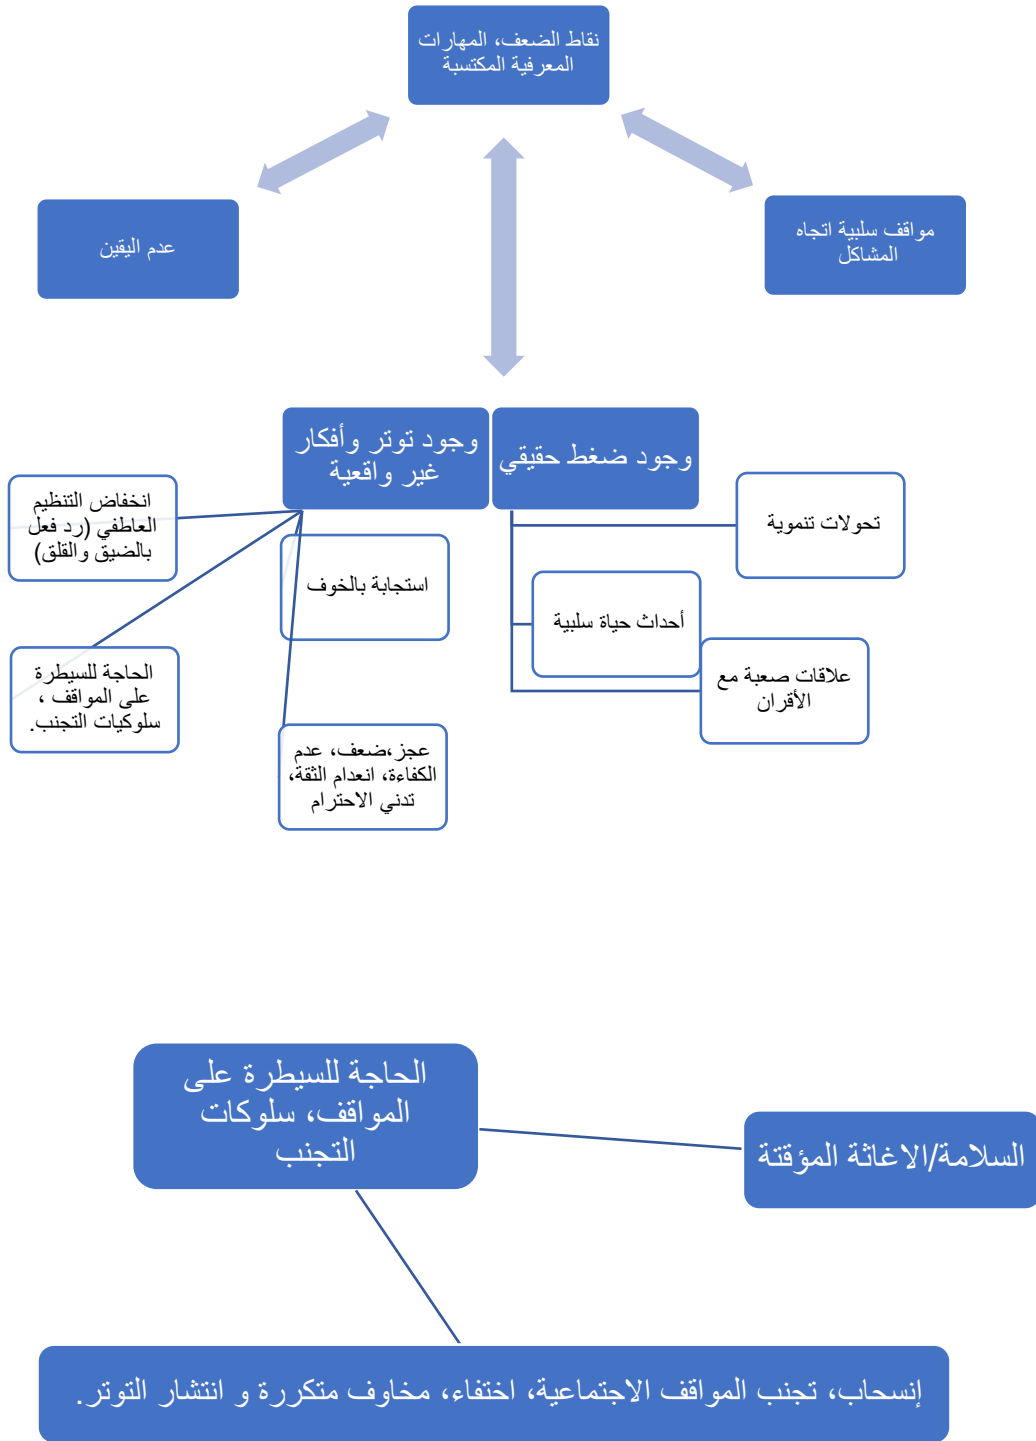 نقاط الضعف، المهارات
المعرفية المكتسبة
مواقف سلبية اتجاه
المشاكل
عدم اليقين
وجود ضغط حقيقي
وجود توتر وأفكار
غير واقعية
تحولات تنموية
أحداث حياة سلبية
علاقات صعبة مع
الأقران
انخفاض التنظيم
العاطفي (رد فعل
بالضيق والقلق)
استجابة بالخوف
الحاجة للسيطرة
على المواقف ،
سلوكيات التجنب.
عجز،ضعف، عدم
الكفاءة، انعدام الثقة،
تدني الاحترام
الحاجة للسيطرة على
المواقف، سلوكات
التجنب
السلامة/الاغاثة المؤقتة
إنسحاب، تجنب المواقف الاجتماعية، اختفاء، مخاوف متكررة و انتشار التوتر.